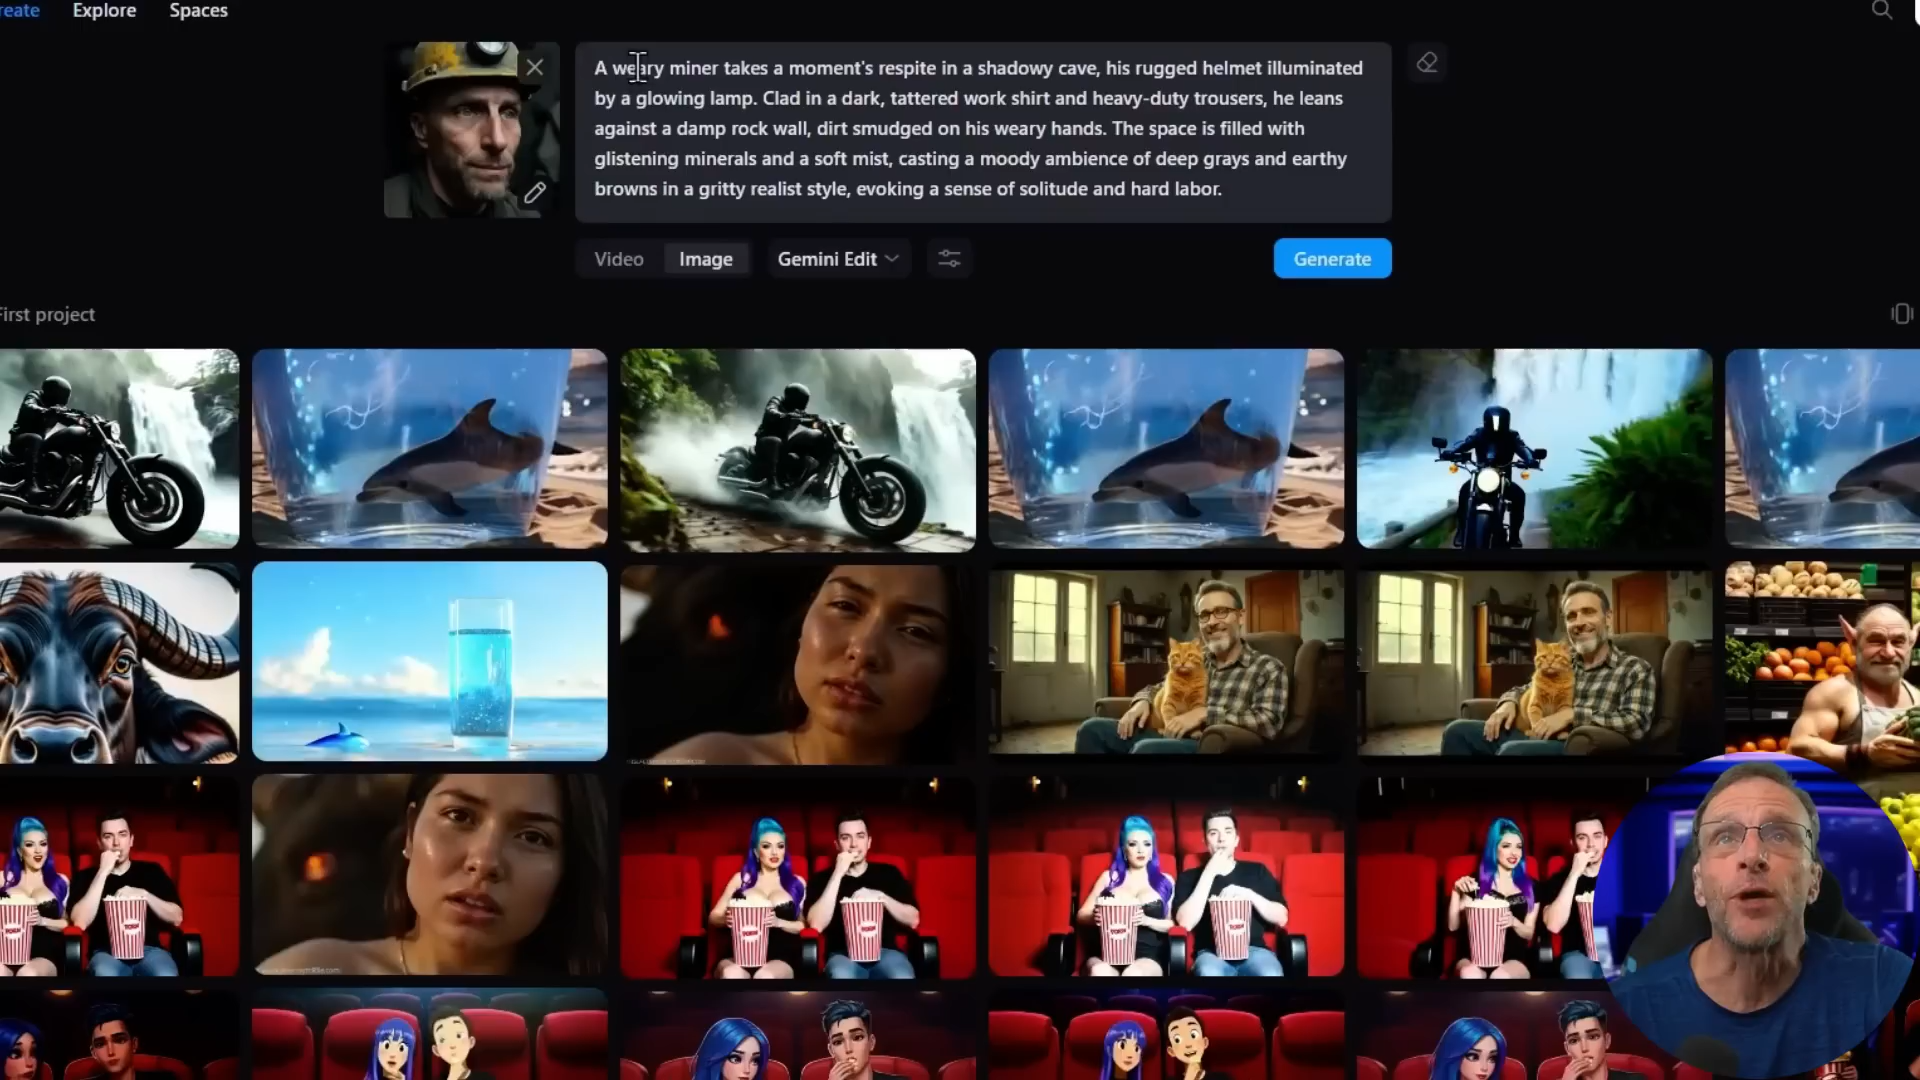 Explore
Spaces
A weary miner takes a moment's respite in a shadowy cave, his rugged helmet illuminated
by a glowing lamp. Clad in a dark, tattered work shirt and heavy-duty trousers, he leans
against a damp rock wall, dirt smudged on his weary hands. The space is filled with
glistening minerals and a soft mist, casting a moody ambience of deep grays and earthy
browns in a gritty realist style, evoking a sense of solitude and hard labor.
Video
Image
Gemini Edit
Generate
First project